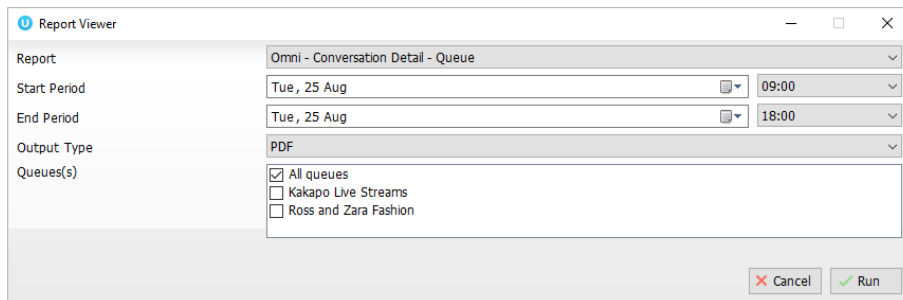 Report Viewer
Report Omni - Conversation Detail - Queue
Start Period Tue, 25 Aug 09:00
End Period Tue, 25 Aug 18:00
Output Type PDF
Queues(s) All queues
Kakapo Live Streams
Ross and Zara Fashion
Cancel Run